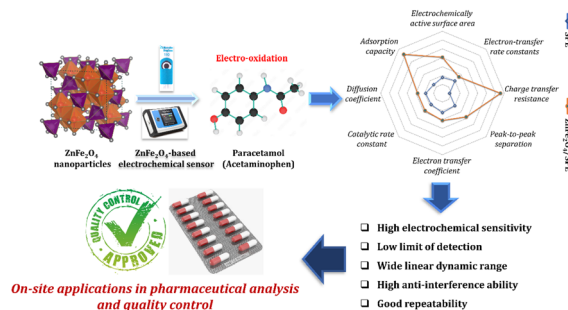 Electro-oxidation
ZnFe₂O₄
nanoparticles
ZnFe₂O₄-based
electrochemical sensor
Paracetamol
(Acetaminophen)
Electrochemically
active surface area
Electron-transfer
rate constants
Charge transfer
resistance
Peak-to-peak
separation
Electron transfer
coefficient
Catalytic rate
constant
Diffusion
coefficient
Adsorption
capacity
❑ High electrochemical sensitivity
❑ Low limit of detection
❑ Wide linear dynamic range
❑ High anti-interference ability
❑ Good repeatability
QUALITY CONTROL
APPROVED
On-site applications in pharmaceutical analysis
and quality control